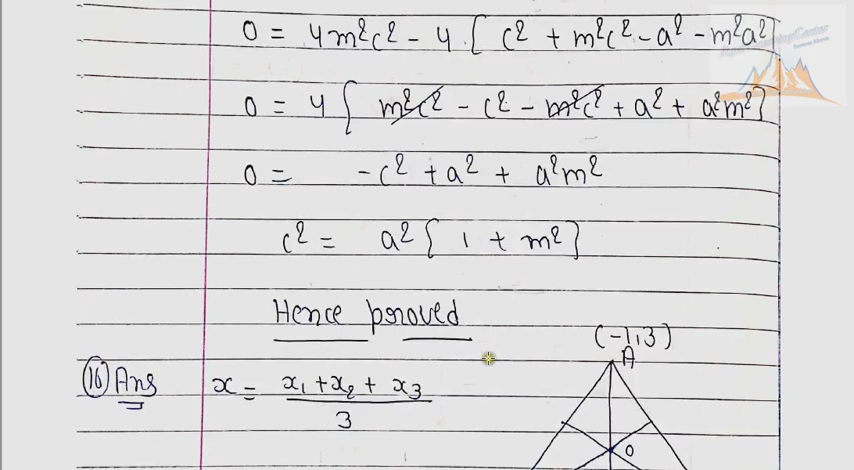 0 = 4m²c² - 4 [ c² + m²c² - a² - m²a² ]
0 = 4 [ m²c² - c² - m²c² + a² + a²m² ]
0 = -c² + a² + a²m²
c² = a² [ 1 + m² ]
Hence proved
(-1,3)
A
(16) Ans x = x₁ + x₂ + x₃ / 3
O